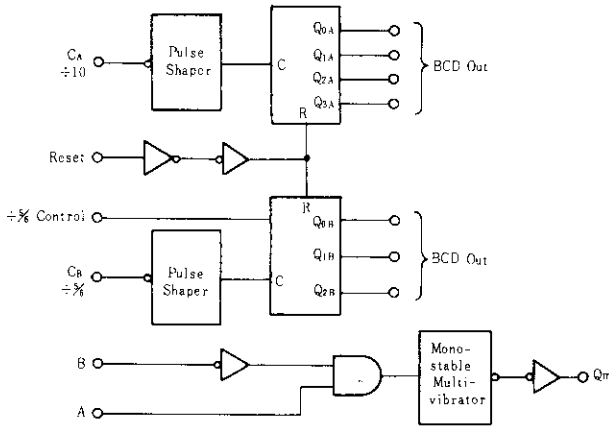 CA
÷10
Pulse
Shaper
C
R
Q0A
Q1A
Q2A
Q3A
BCD Out
Reset
÷5/6 Control
CB
÷5/6
Pulse
Shaper
C
R
Q0B
Q1B
Q2B
BCD Out
B
A
Mono-
stable
Multi-
vibrator
Qm